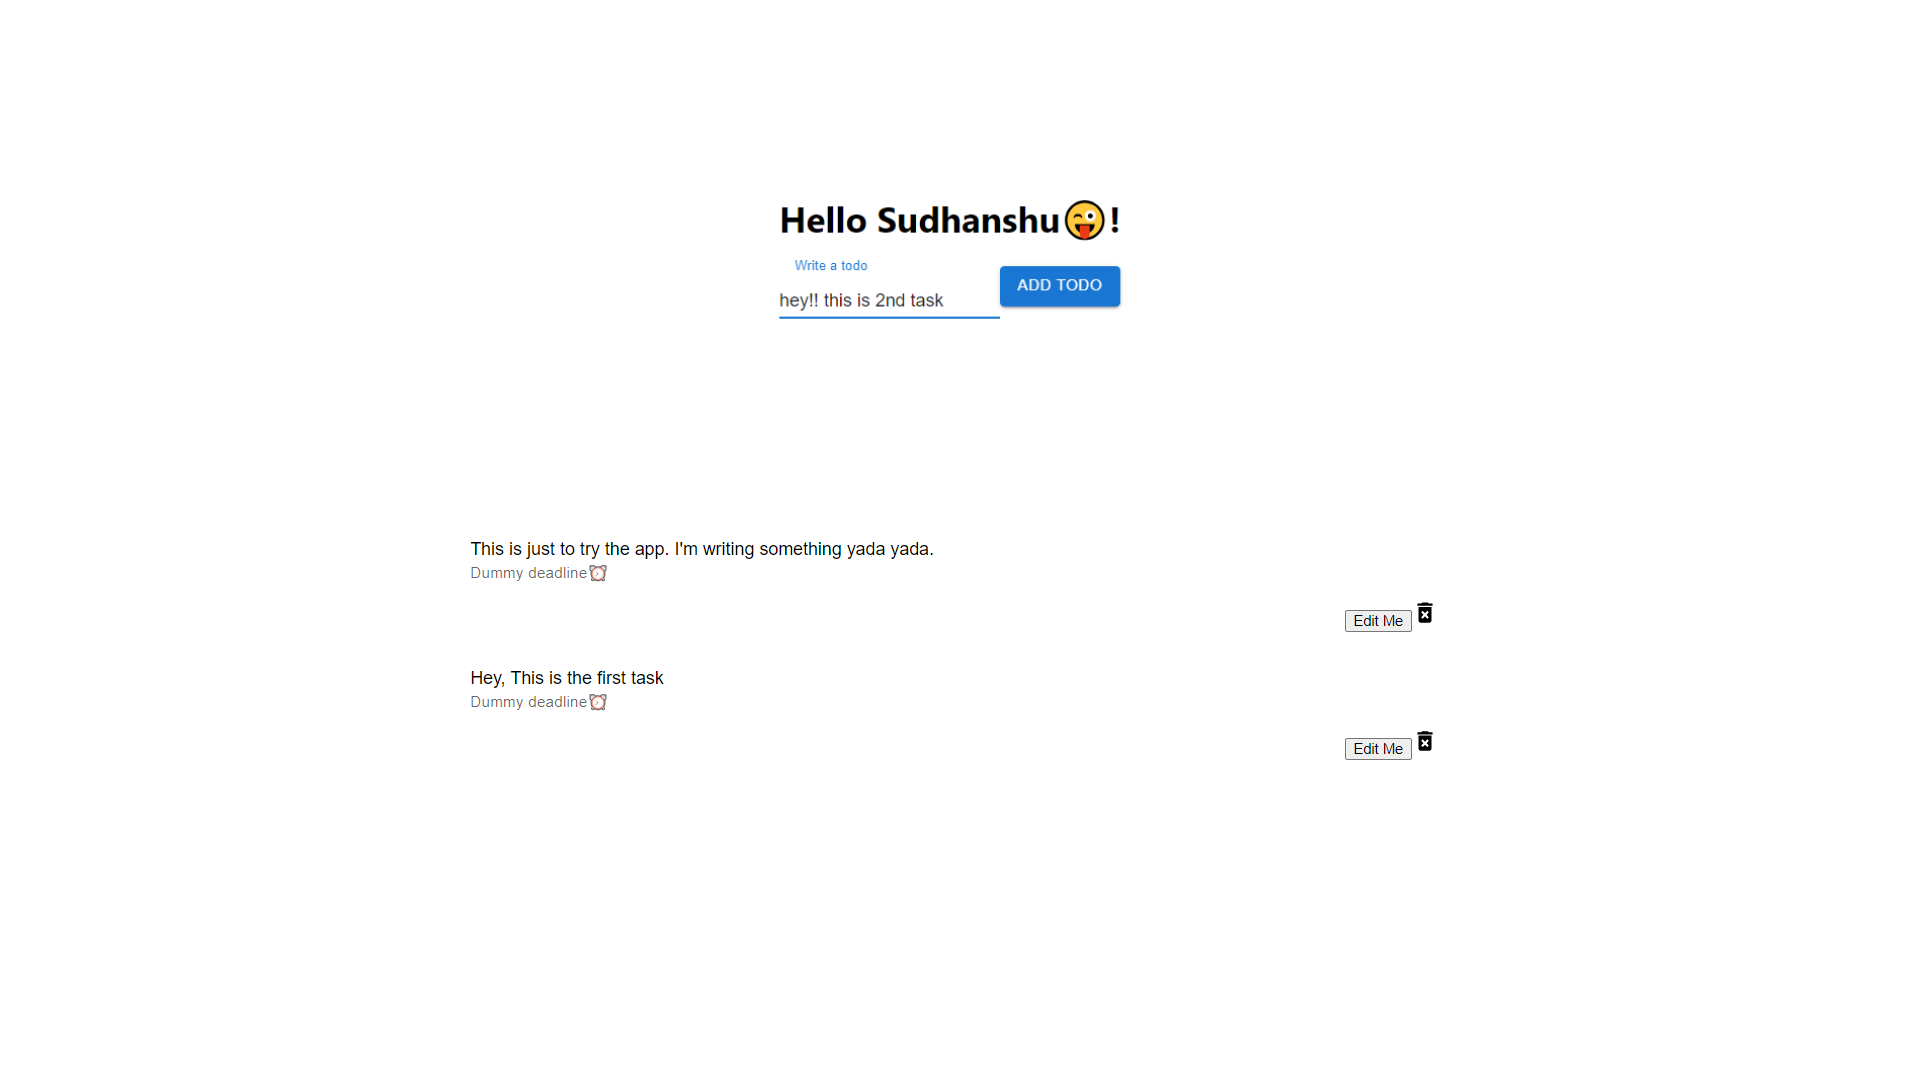 Hello Sudhanshu😜!
Write a todo
hey!! this is 2nd task
ADD TODO
This is just to try the app. I'm writing something yada yada.
Dummy deadline⏰
Edit Me
Hey, This is the first task
Dummy deadline⏰
Edit Me